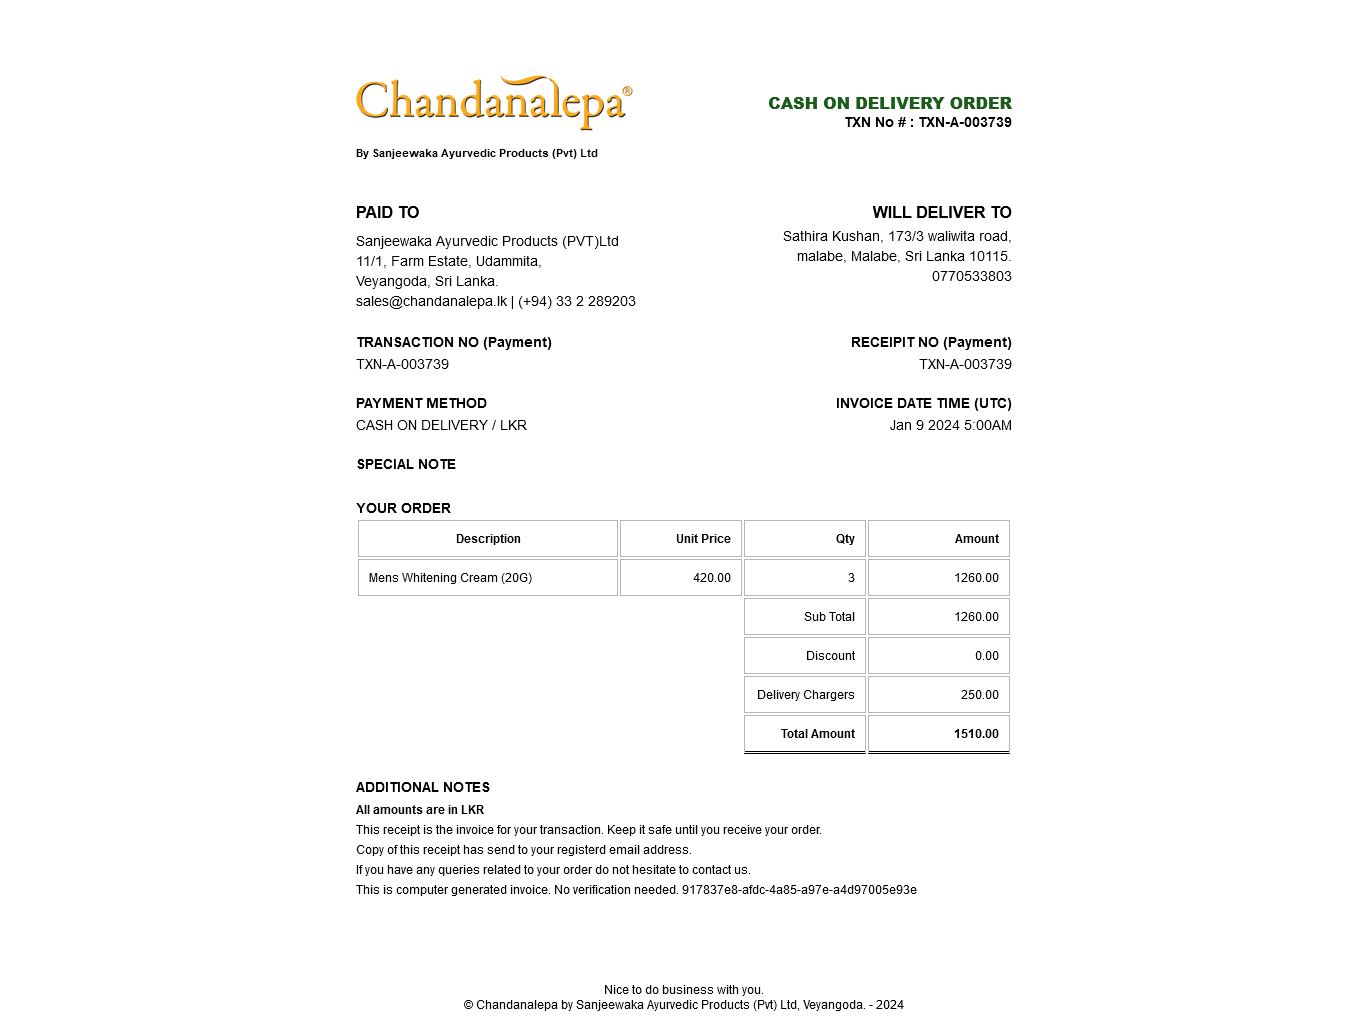 Chandanalepa®
By Sanjeewaka Ayurvedic Products (Pvt) Ltd
CASH ON DELIVERY ORDER
TXN No # : TXN-A-003739
PAID TO
Sanjeewaka Ayurvedic Products (PVT)Ltd
11/1, Farm Estate, Udammita,
Veyangoda, Sri Lanka.
sales@chandanalepa.lk | (+94) 33 2 289203
WILL DELIVER TO
Sathira Kushan, 173/3 waliwita road,
malabe, Malabe, Sri Lanka 10115.
0770533803
TRANSACTION NO (Payment)
TXN-A-003739
RECEIPIT NO (Payment)
TXN-A-003739
PAYMENT METHOD
CASH ON DELIVERY / LKR
INVOICE DATE TIME (UTC)
Jan 9 2024 5:00AM
SPECIAL NOTE
YOUR ORDER
Description Unit Price Qty Amount
Mens Whitening Cream (20G) 420.00 3 1260.00
Sub Total 1260.00
Discount 0.00
Delivery Chargers 250.00
Total Amount 1510.00
ADDITIONAL NOTES
All amounts are in LKR
This receipt is the invoice for your transaction. Keep it safe until you receive your order.
Copy of this receipt has send to your registerd email address.
If you have any queries related to your order do not hesitate to contact us.
This is computer generated invoice. No verification needed. 917837e8-afdc-4a85-a97e-a4d97005e93e
Nice to do business with you.
© Chandanalepa by Sanjeewaka Ayurvedic Products (Pvt) Ltd, Veyangoda. - 2024